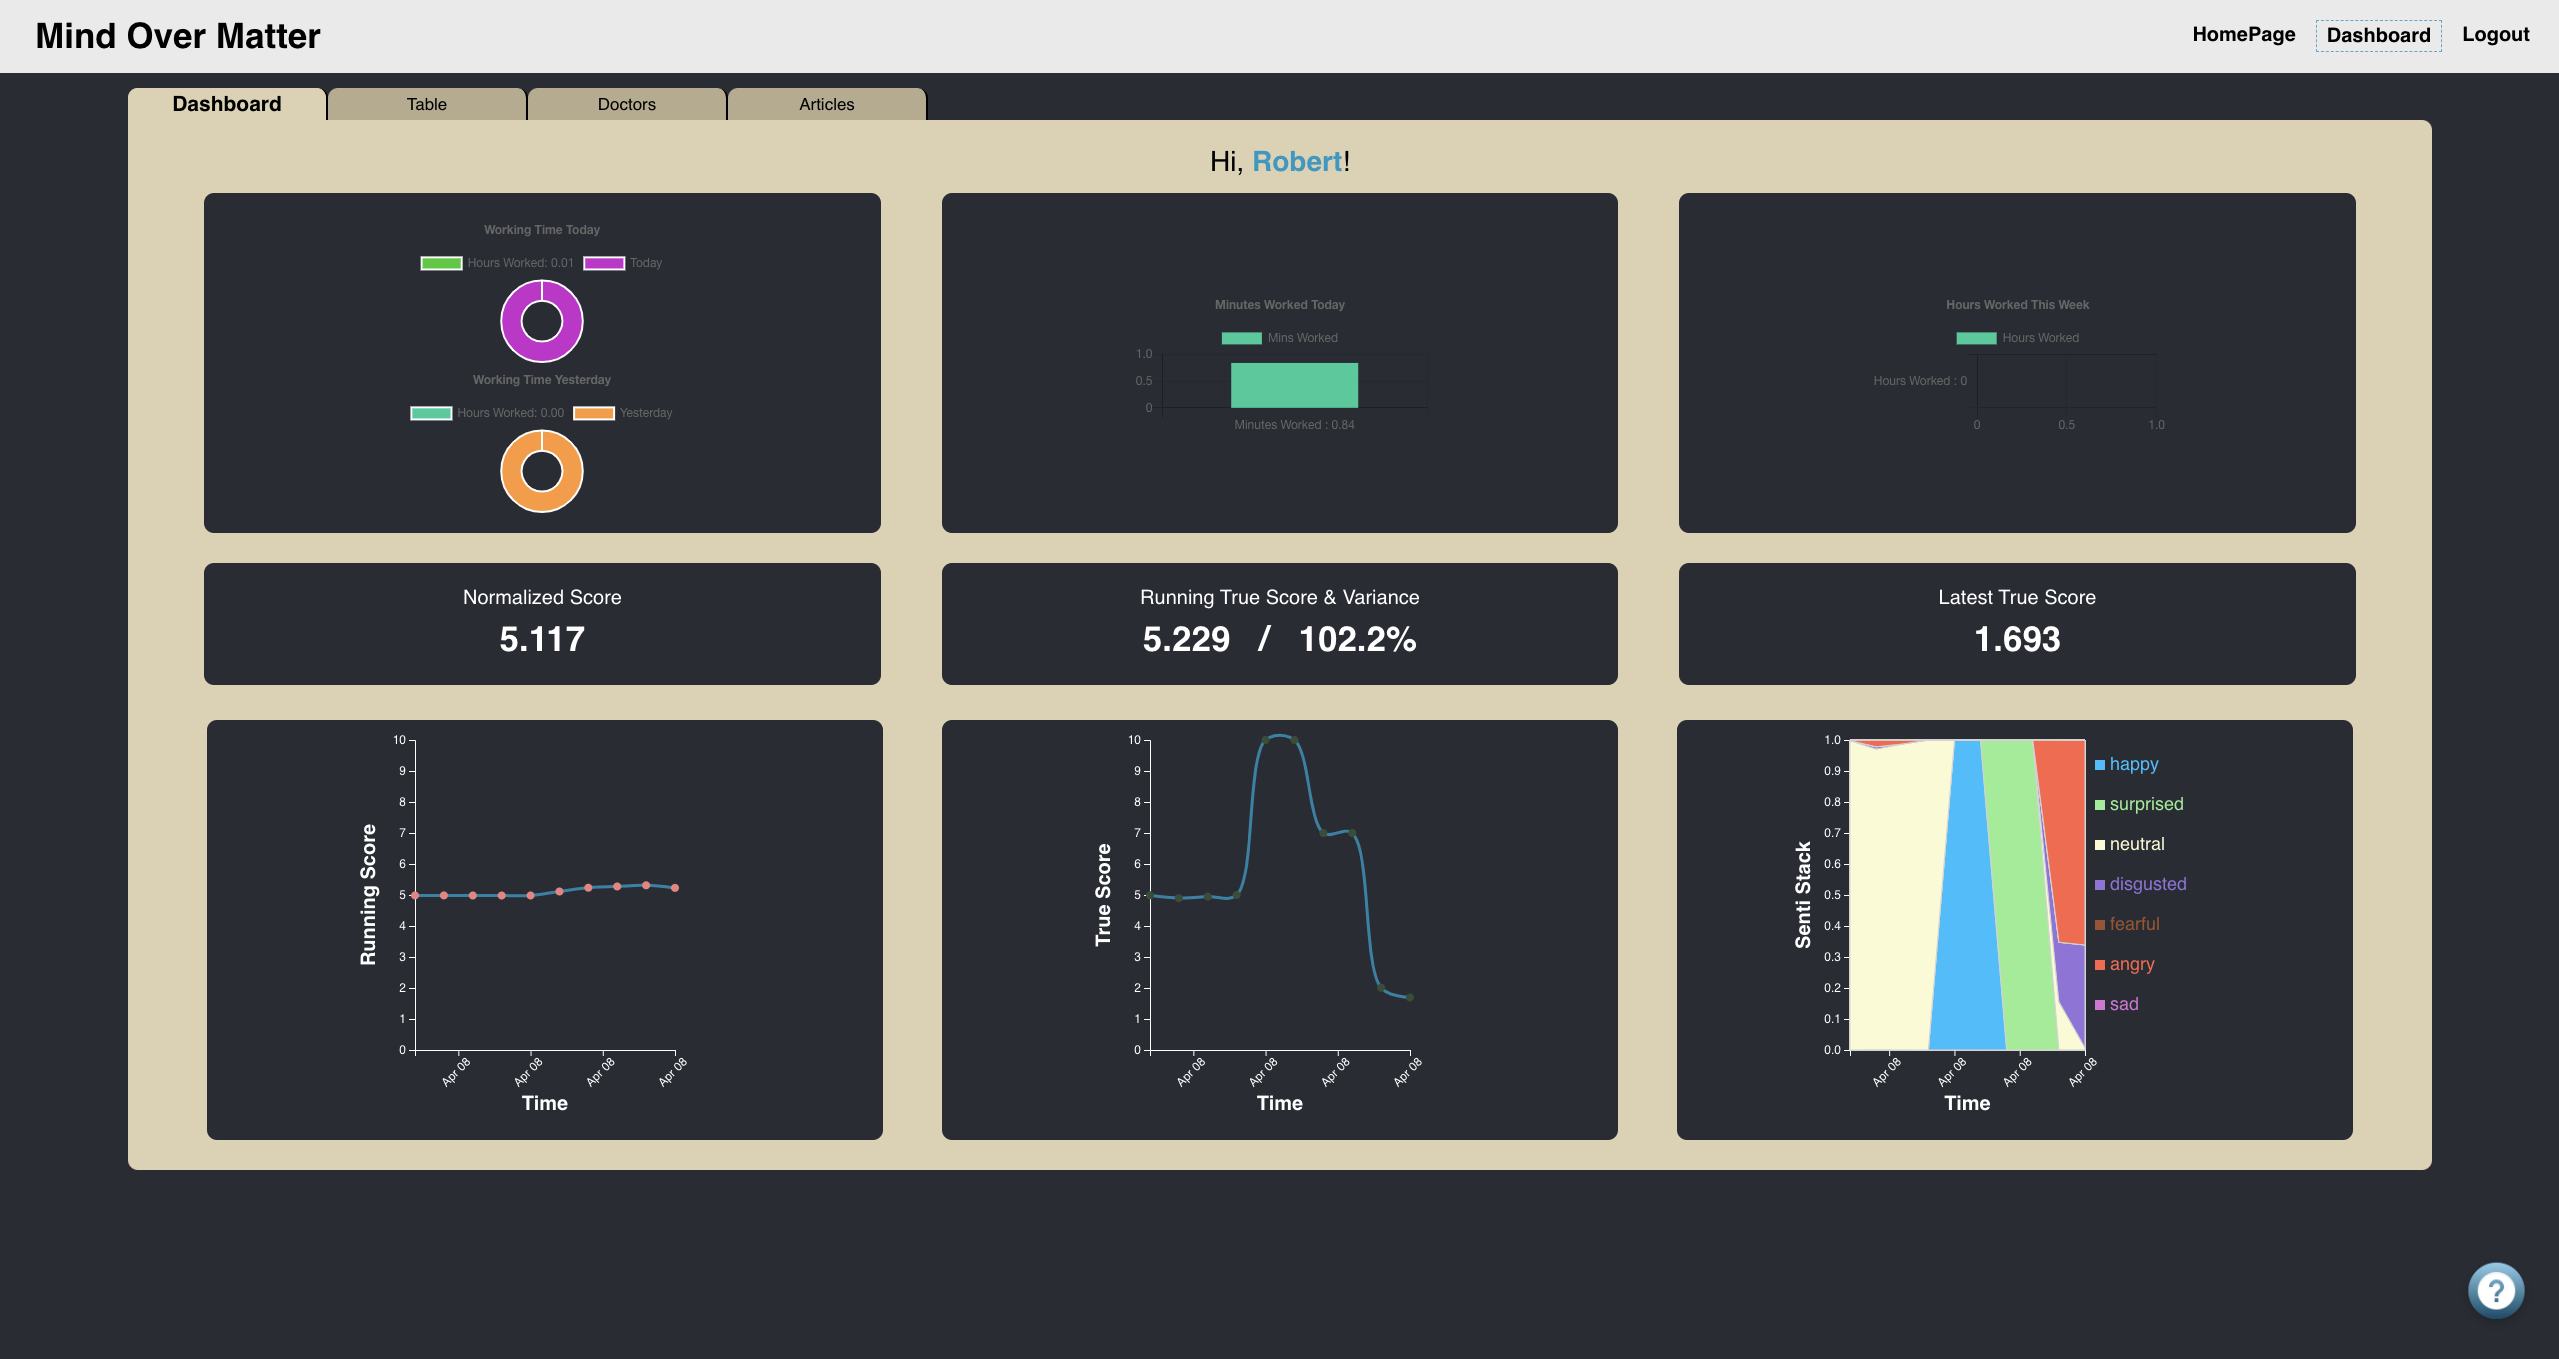 Mind Over Matter
HomePage Dashboard Logout
Dashboard Table Doctors Articles
Hi, Robert!
Working Time Today
Hours Worked: 0.01 Today
Working Time Yesterday
Hours Worked: 0.00 Yesterday
Minutes Worked Today
Mins Worked
1.0
0.5
0
Minutes Worked : 0.84
Hours Worked This Week
Hours Worked
Hours Worked : 0
0 0.5 1.0
Normalized Score
5.117
Running True Score & Variance
5.229 / 102.2%
Latest True Score
1.693
Running Score
10
9
8
7
6
5
4
3
2
1
0
Apr 08 Apr 08 Apr 08 Apr 08
Time
True Score
10
9
8
7
6
5
4
3
2
1
0
Apr 08 Apr 08 Apr 08 Apr 08
Time
Senti Stack
1.0
0.9
0.8
0.7
0.6
0.5
0.4
0.3
0.2
0.1
0.0
Apr 08 Apr 08 Apr 08 Apr 08
Time
happy
surprised
neutral
disgusted
fearful
angry
sad
?